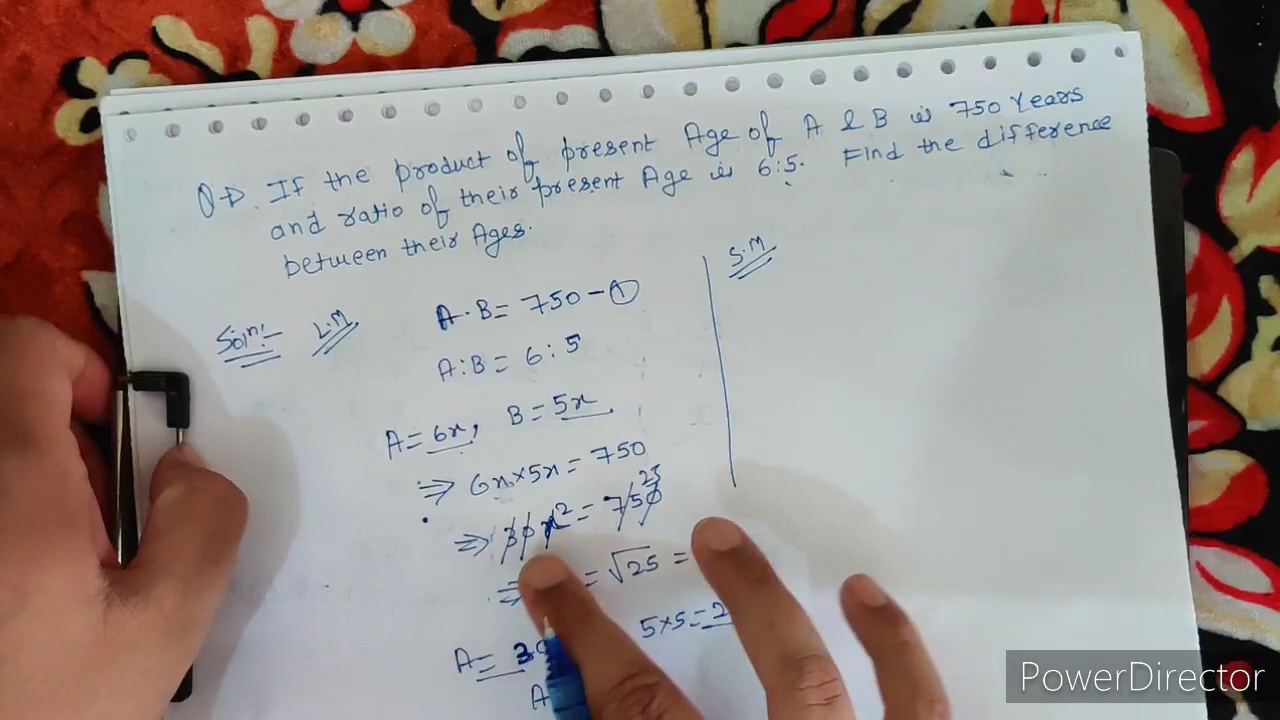 Q→. If the product of present Age of A & B is 750 Years
and ratio of their present Age is 6:5. Find the difference
between their Ages.
Soln:- L.M
A·B = 750 - ①
A:B = 6:5
A = 6x, B = 5x
⇒ 6x×5x = 750
⇒ 30x² = 750 25
⇒ = √25 =
5×5 =
A = 30
A
S.M
PowerDirector